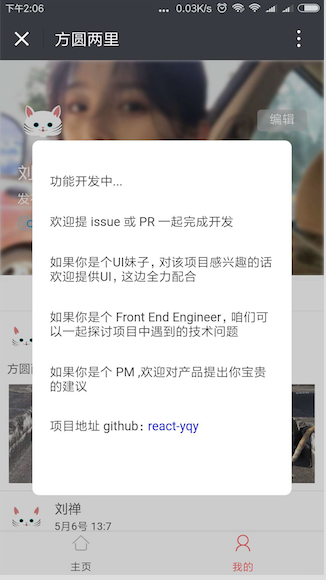 下午2:06
0.03K/s
方圆两里
编辑
刘
功能开发中...
欢迎提 issue 或 PR 一起完成开发
如果你是个UI妹子，对该项目感兴趣的话
欢迎提供UI，这边全力配合
如果你是个 Front End Engineer，咱们可
以一起探讨项目中遇到的技术问题
如果你是个 PM ,欢迎对产品提出你宝贵
的建议
项目地址 github：react-yqy
方圆
刘禅
5月6号 13:7
主页
我的